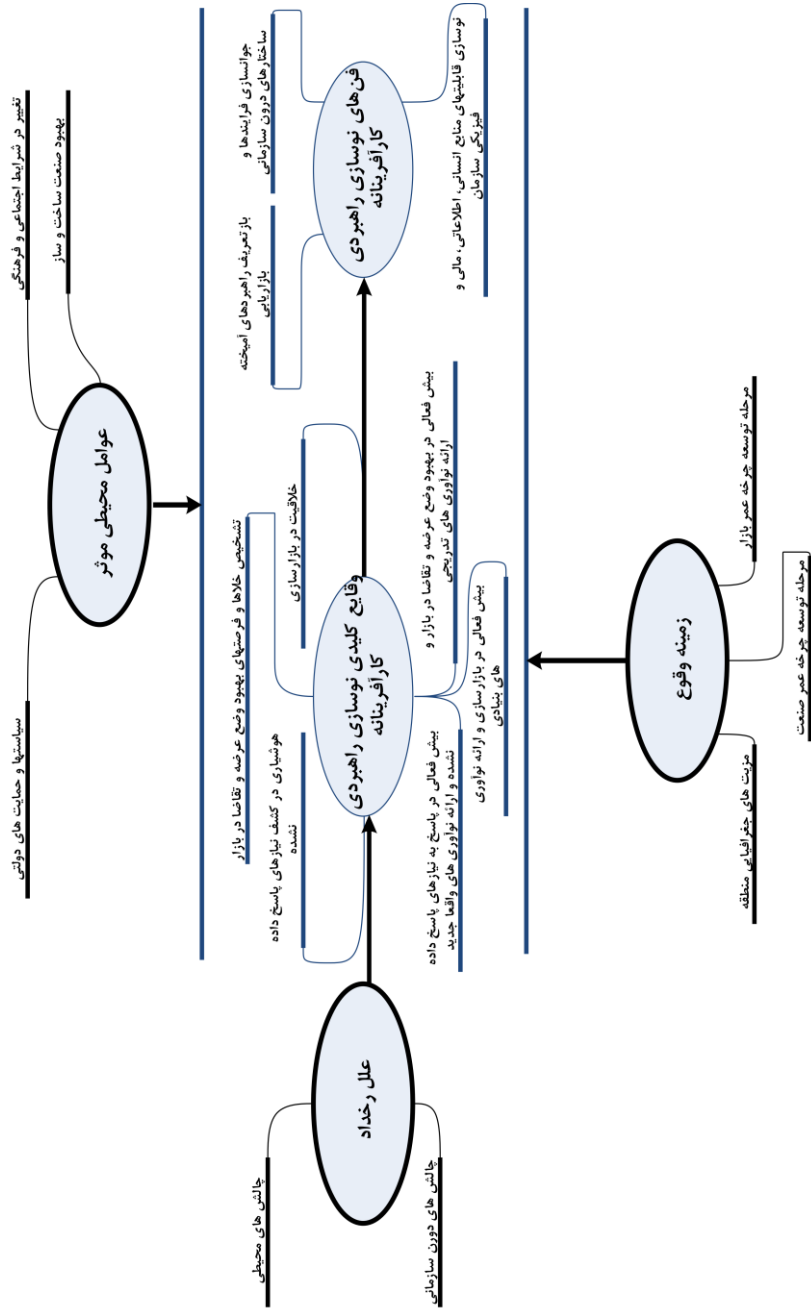 سیاستها و حمایت های دولتی
عوامل محیطی موثر
تغییر در شرایط اجتماعی و فرهنگی
بهبود صنعت ساخت و ساز
علل رخداد
چالش های محیطی
چالش های دورن سازمانی
وقایع کلیدی نوسازی راهبردی
کارآفرینانه
هوشیاری در کشف نیازهای پاسخ داده
نشده
تشخیص خلاها و فرصتهای بهبود وضع عرضه و تقاضا در بازار
خلاقیت در بازارسازی
بیش فعالی در پاسخ به نیازهای پاسخ داده
نشده و ارائه نوآوری های واقعا جدید
بیش فعالی در بازارسازی و ارائه نوآوری
های بنیادی
بیش فعالی در بهبود وضع عرضه و تقاضا در بازار و
ارائه نوآوری های تدریجی
فن‌های نوسازی راهبردی
کارآفرینانه
باز تعریف راهبردهای آمیخته
بازاریابی
جوانسازی فرایندها و
ساختارهای درون سازمانی
نوسازی قابلیتهای منابع انسانی، اطلاعاتی، مالی و
فیزیکی سازمان
زمینه وقوع
مزیت های جغرافیایی منطقه
مرحله توسعه چرخه عمر صنعت
مرحله توسعه چرخه عمر بازار